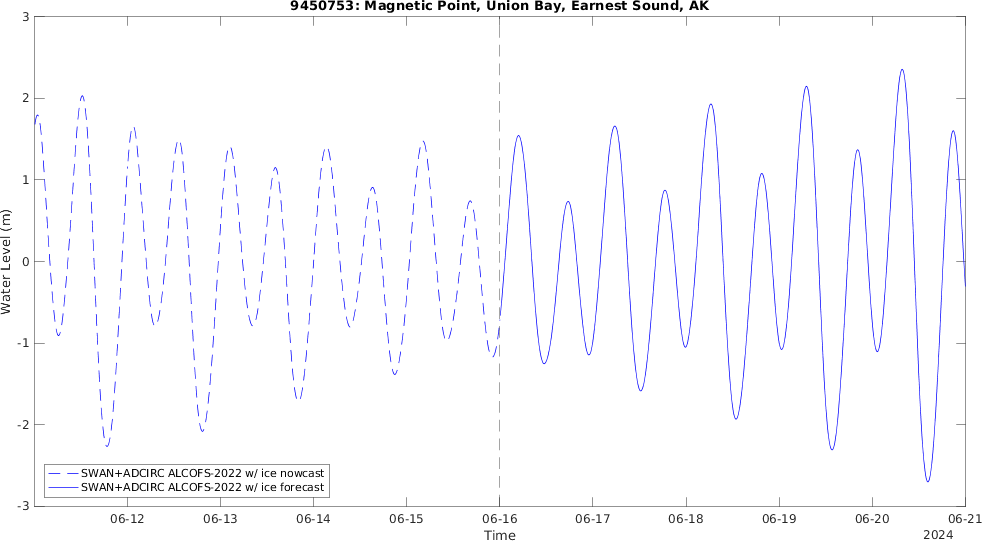 9450753: Magnetic Point, Union Bay, Earnest Sound, AK
3
2
1
0
-1
-2
-3
Water Level (m)
SWAN+ADCIRC ALCOFS-2022 w/ ice nowcast
SWAN+ADCIRC ALCOFS-2022 w/ ice forecast
06-12 06-13 06-14 06-15 06-16 06-17 06-18 06-19 06-20 06-21
Time
2024